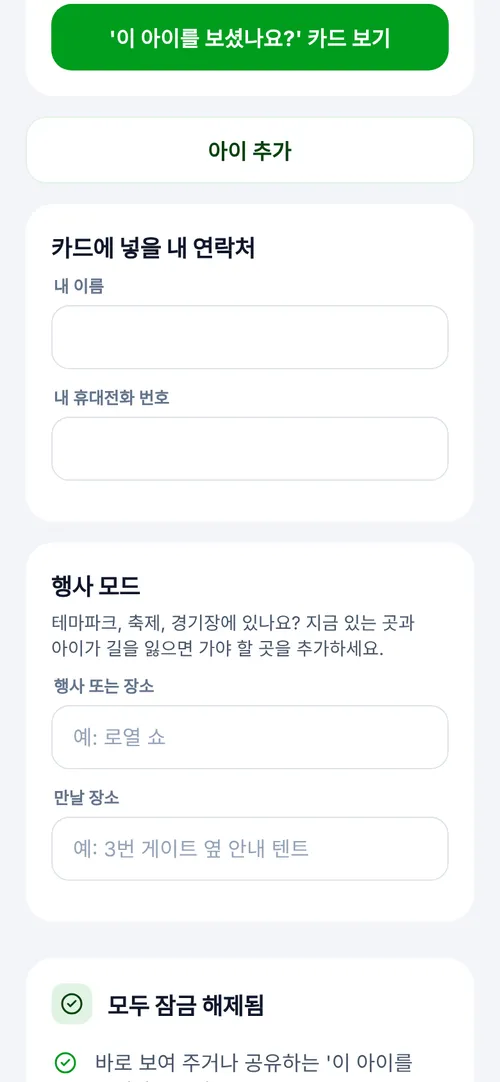 '이 아이를 보셨나요?' 카드 보기
아이 추가
카드에 넣을 내 연락처
내 이름
내 휴대전화 번호
행사 모드
테마파크, 축제, 경기장에 있나요? 지금 있는 곳과
아이가 길을 잃으면 가야 할 곳을 추가하세요.
행사 또는 장소
예: 로열 쇼
만날 장소
예: 3번 게이트 옆 안내 텐트
모두 잠금 해제됨
바로 보여 주거나 공유하는 '이 아이를